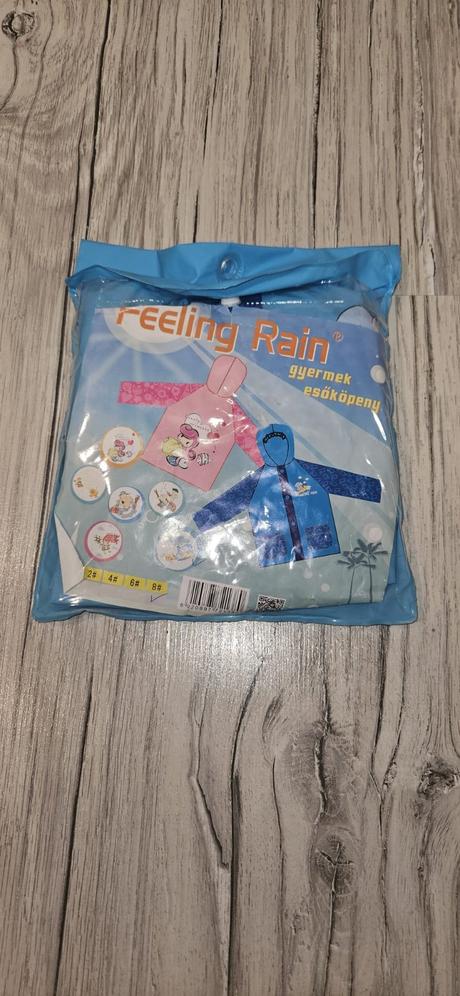 Feeling Rain®
gyermek
esőköpeny
2# 4# 6# 8#